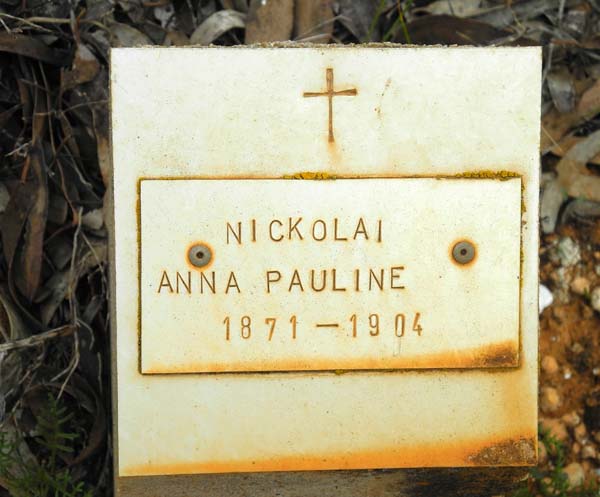 NICKOLAI
ANNA PAULINE
1871 — 1904